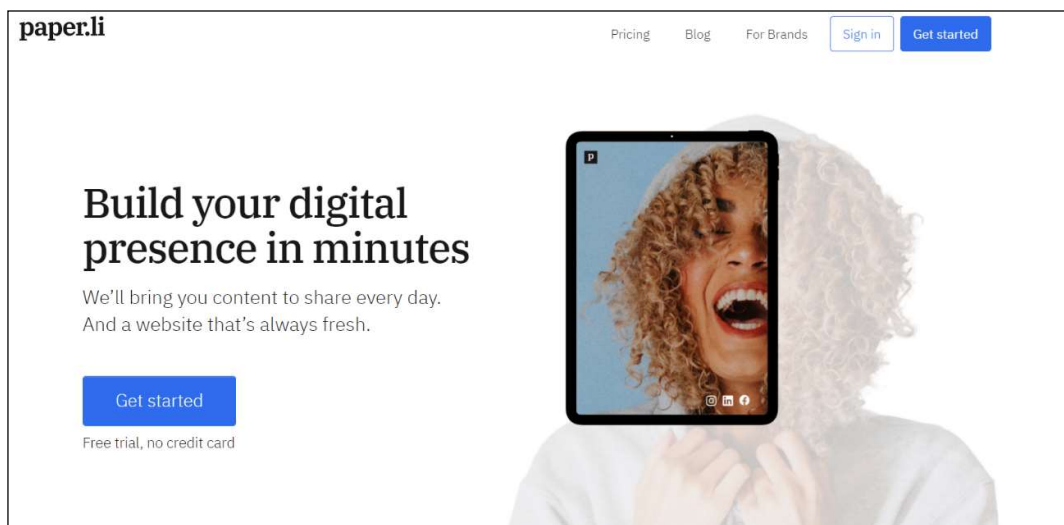 paper.li
Pricing Blog For Brands Sign in Get started
Build your digital
presence in minutes
We’ll bring you content to share every day.
And a website that’s always fresh.
Get started
Free trial, no credit card
p